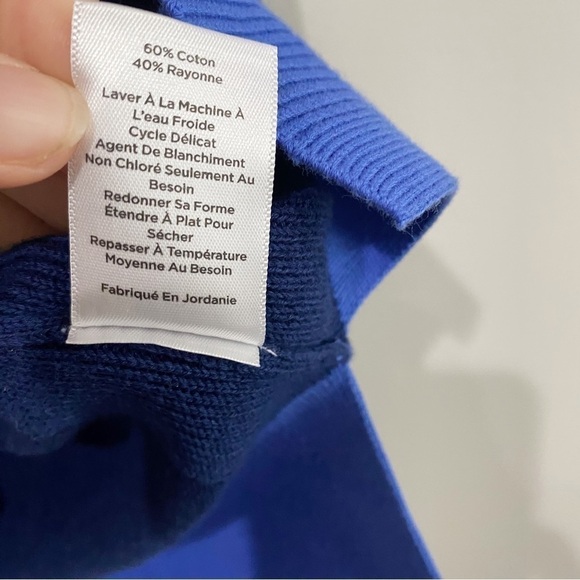 60% Coton
40% Rayonne
Laver À La Machine À
L'eau Froide
Cycle Délicat
Agent De Blanchiment
Non Chloré Seulement Au
Besoin
Redonner Sa Forme
Étendre À Plat Pour
Sécher
Repasser À Température
Moyenne Au Besoin
Fabriqué En Jordanie